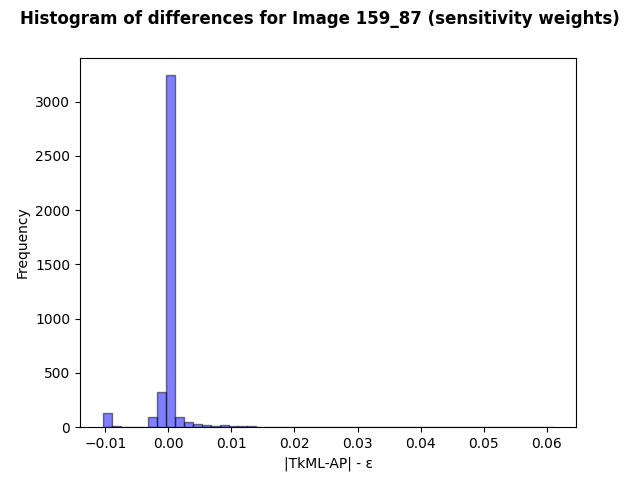 Histogram of differences for Image 159_87 (sensitivity weights)
3000
2500
2000
1500
1000
500
0
Frequency
−0.01 0.00 0.01 0.02 0.03 0.04 0.05 0.06
|TkML-AP| - ε